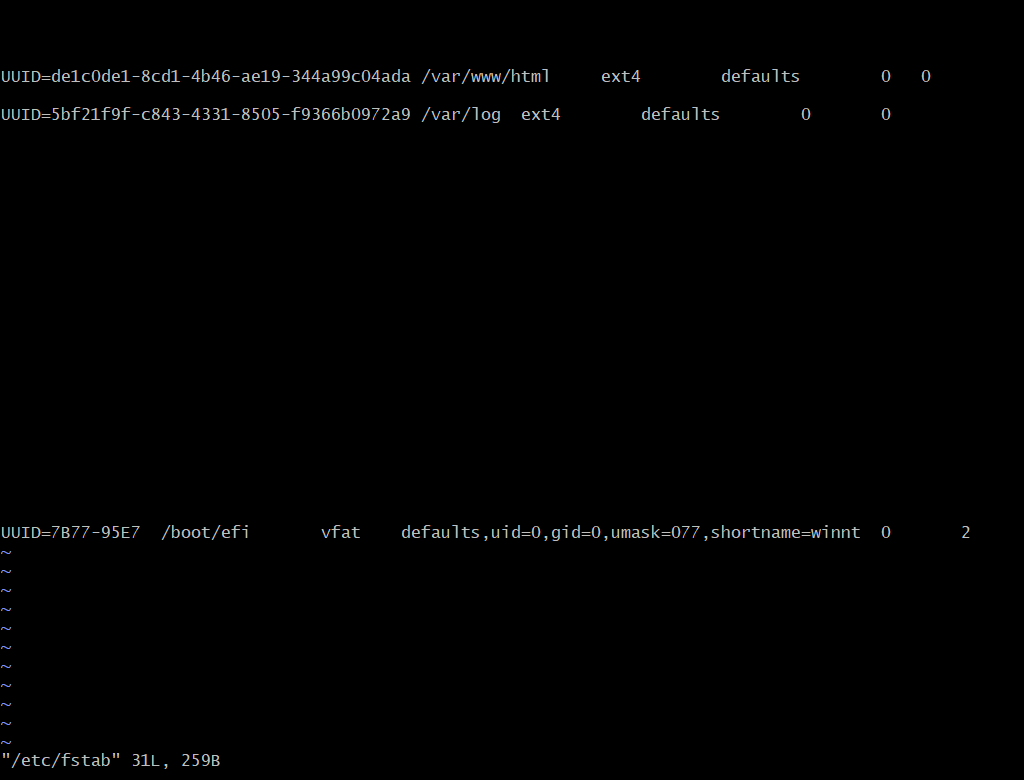 UUID=de1c0de1-8cd1-4b46-ae19-344a99c04ada /var/www/html     ext4        defaults        0   0
UUID=5bf21f9f-c843-4331-8505-f9366b0972a9 /var/log  ext4        defaults        0       0
UUID=7B77-95E7  /boot/efi       vfat    defaults,uid=0,gid=0,umask=077,shortname=winnt  0       2
~
~
~
~
~
~
~
~
~
~
~
"/etc/fstab" 31L, 259B